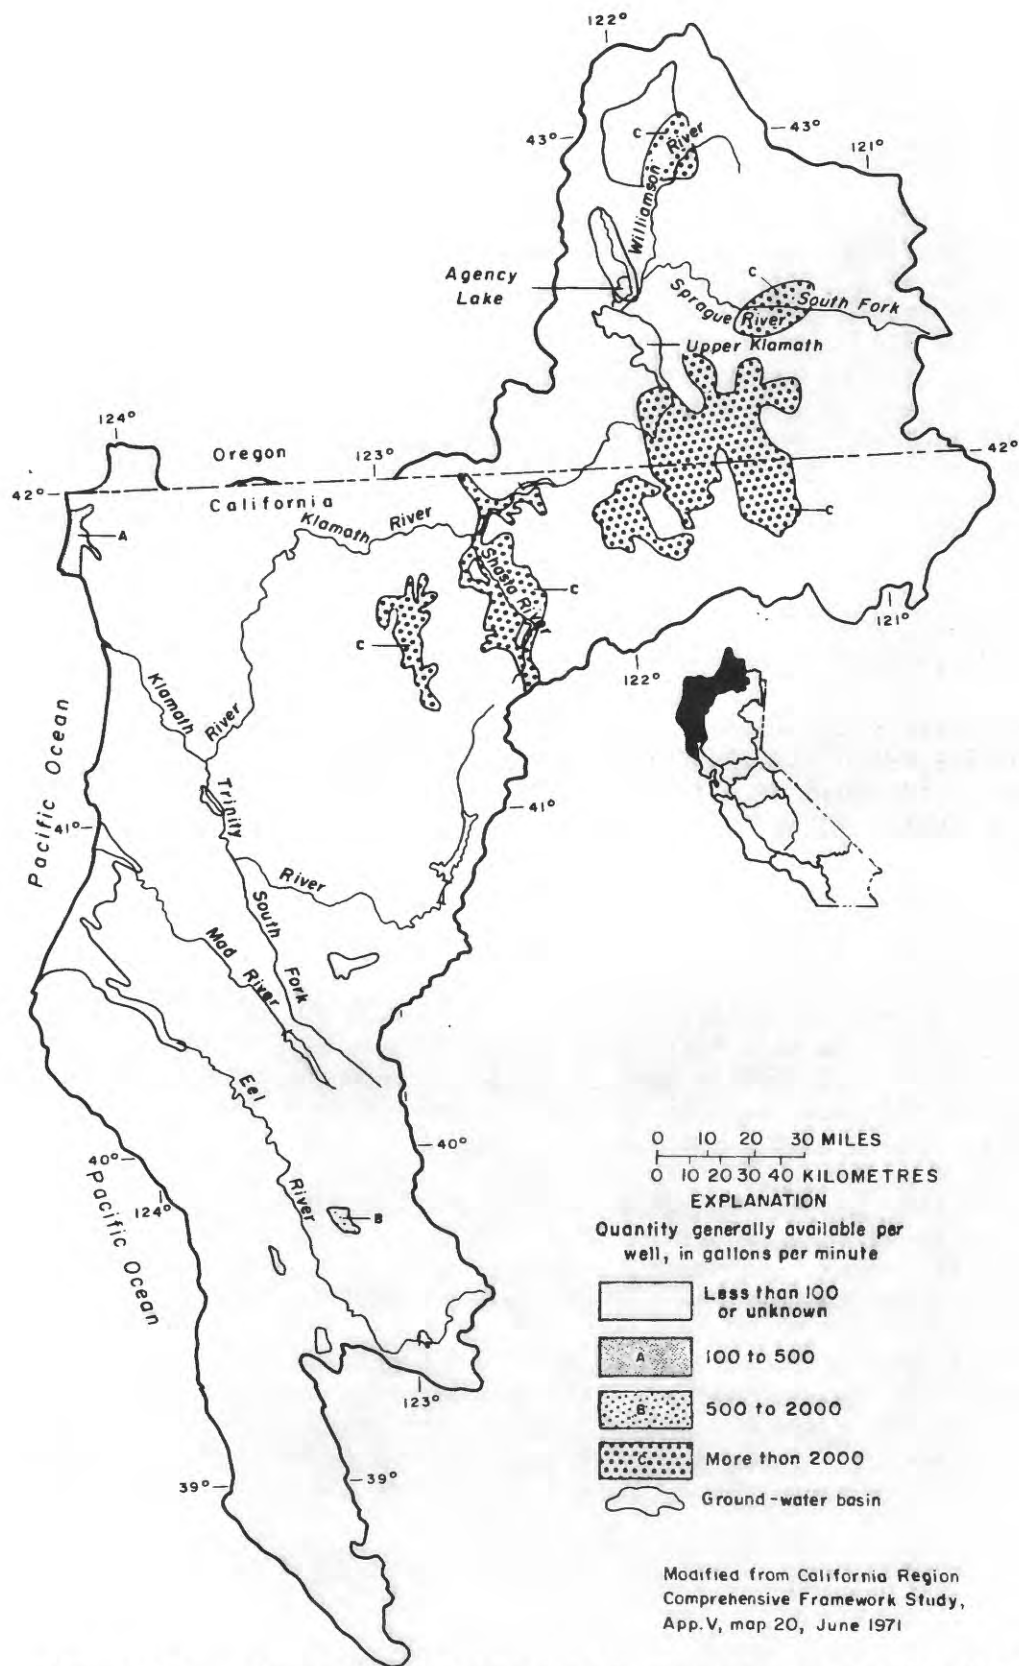 122°
43°
43°
121°
C
River
Williamson
Agency
Lake
C
South Fork
Sprague
River
Upper Klamath
124°
Oregon
123°
42°
42°
California
Klamath River
A
C
Shasta River
C
C
121°
122°
Klamath
River
Pacific Ocean
Trinity
41°
41°
River
South
Fork
Mad River
Eel
River
40°
40°
124°
Pacific Ocean
B
123°
39°
39°
0 10 20 30 MILES
0 10 20 30 40 KILOMETRES
EXPLANATION
Quantity generally available per
well, in gallons per minute
Less than 100
or unknown
A 100 to 500
B 500 to 2000
C More than 2000
Ground-water basin
Modified from California Region
Comprehensive Framework Study,
App. V, map 20, June 1971